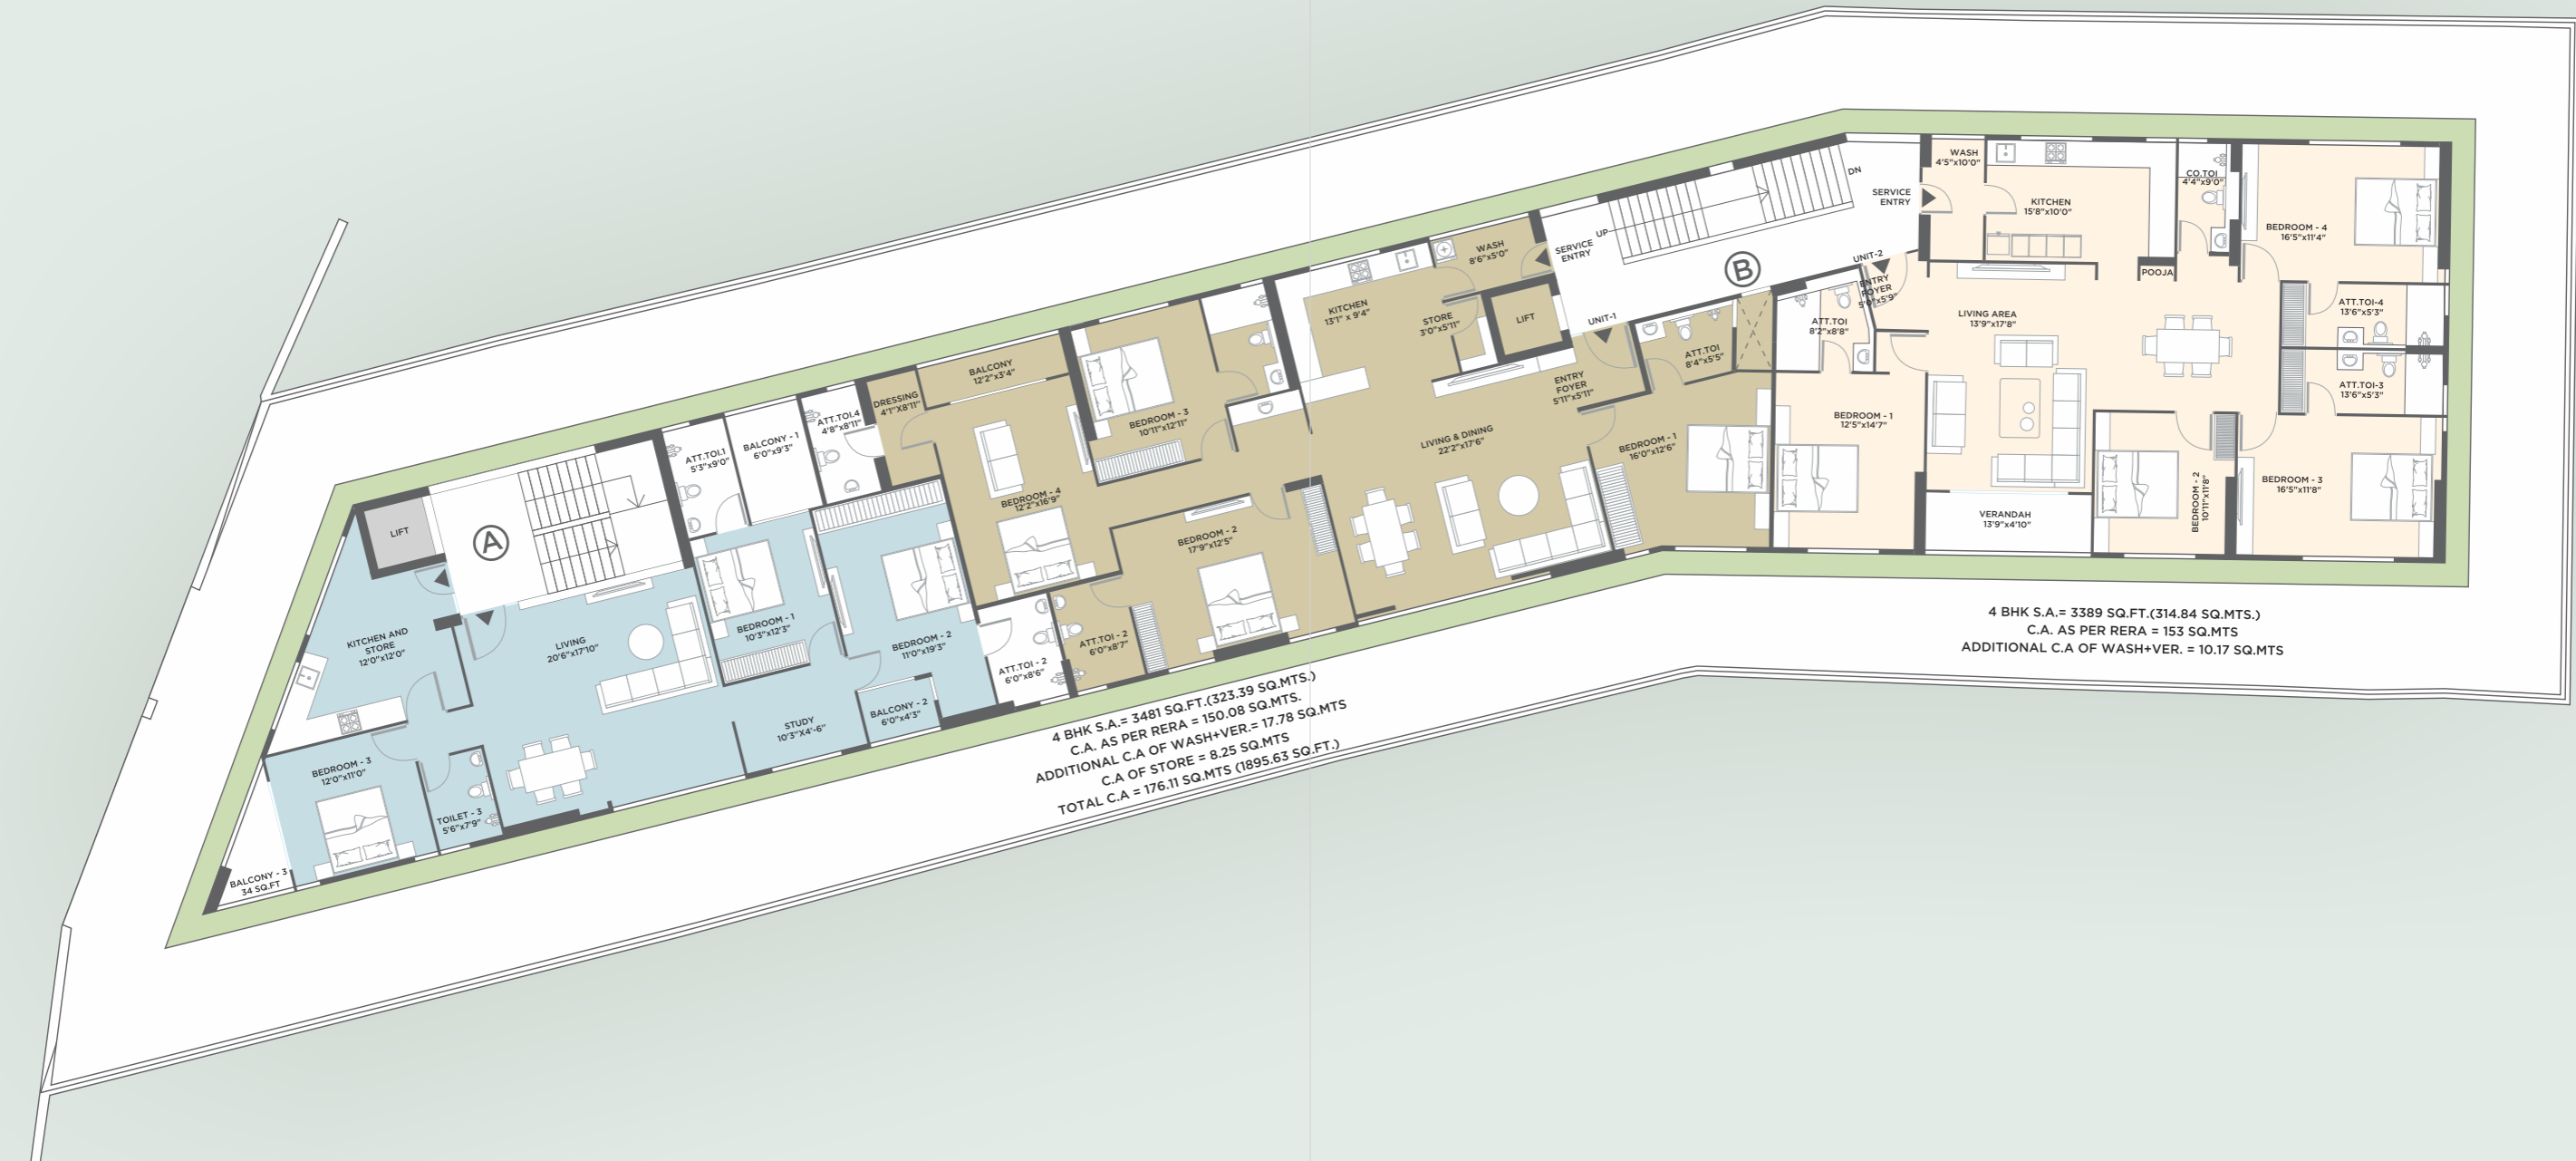 LIFT
A
KITCHEN AND
STORE
12'0"x12'0"
LIVING
20'6"x17'10"
BEDROOM - 3
12'0"x11'0"
TOILET - 3
5'6"x7'9"
BALCONY - 3
34 SQ.FT
ATT.TOI.1
5'3"x9'0"
BALCONY - 1
6'0"x9'3"
BEDROOM - 1
10'3"x12'3"
BEDROOM - 2
11'0"x19'3"
STUDY
10'3"X4'-6"
BALCONY - 2
6'0"x4'3"
ATT.TOI - 2
6'0"x8'6"
ATT.TOI.4
4'8"x8'11"
DRESSING
4'1"X8'11"
BALCONY
12'2"x3'4"
BEDROOM - 4
12'2"x16'9"
BEDROOM - 3
10'11"x12'11"
BEDROOM - 2
17'9"x12'5"
ATT.TOI - 2
6'0"x8'7"
KITCHEN
13'1" x 9'4"
WASH
8'6"x5'0"
STORE
3'0"x5'11"
LIFT
LIVING & DINING
22'2"x17'6"
ENTRY
FOYER
5'11"x5'11"
UNIT-1
SERVICE
ENTRY
UP
DN
B
ATT.TOI
8'4"x5'5"
BEDROOM - 1
16'0"x12'6"
4 BHK S.A.= 3481 SQ.FT.(323.39 SQ.MTS.)
C.A. AS PER RERA = 150.08 SQ.MTS.
ADDITIONAL C.A OF WASH+VER.= 17.78 SQ.MTS
C.A OF STORE = 8.25 SQ.MTS
TOTAL C.A = 176.11 SQ.MTS (1895.63 SQ.FT.)
SERVICE
ENTRY
UNIT-2
ENTRY
FOYER
5'0"x5'9"
WASH
4'5"x10'0"
KITCHEN
15'8"x10'0"
CO.TOI
4'4"x9'0"
POOJA
BEDROOM - 4
16'5"x11'4"
ATT.TOI-4
13'6"x5'3"
ATT.TOI-3
13'6"x5'3"
LIVING AREA
13'9"x17'8"
ATT.TOI
8'2"x8'8"
BEDROOM - 1
12'5"x14'7"
VERANDAH
13'9"x4'10"
BEDROOM - 2
10'11"x11'8"
BEDROOM - 3
16'5"x11'8"
4 BHK S.A.= 3389 SQ.FT.(314.84 SQ.MTS.)
C.A. AS PER RERA = 153 SQ.MTS
ADDITIONAL C.A OF WASH+VER. = 10.17 SQ.MTS